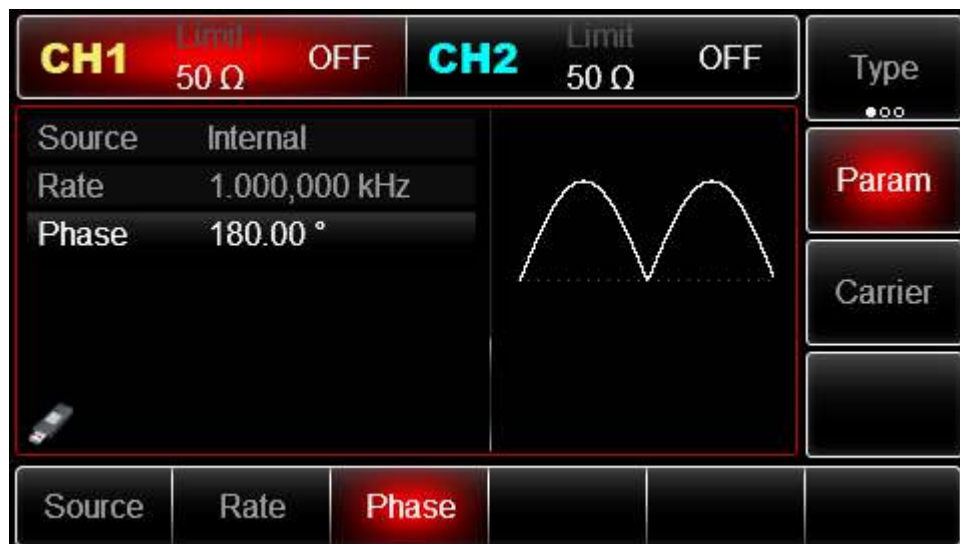 CH1 Limit 50 Ω OFF CH2 Limit 50 Ω OFF
Type
Source Internal
Rate 1.000,000 kHz
Phase 180.00 °
Param
Carrier
Source Rate Phase